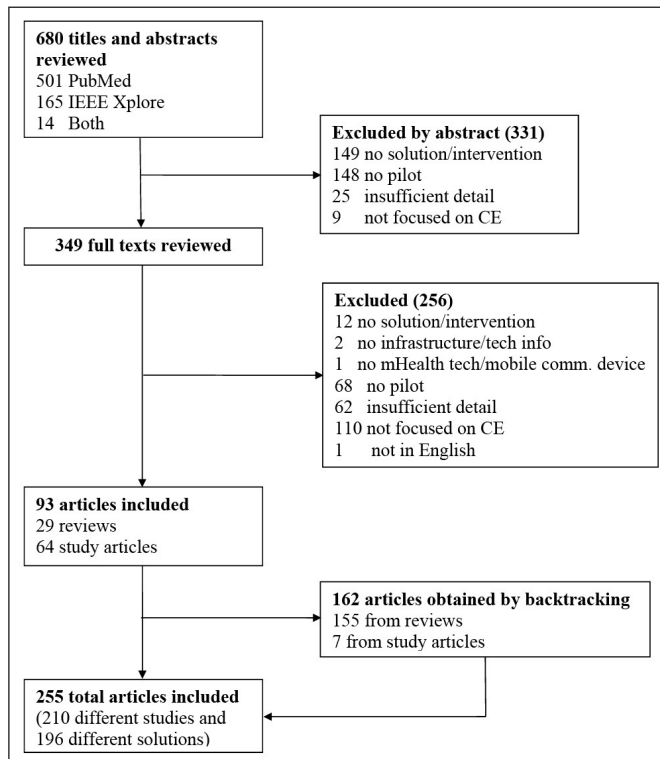 680 titles and abstracts
reviewed
501 PubMed
165 IEEE Xplore
14 Both
Excluded by abstract (331)
149 no solution/intervention
148 no pilot
25 insufficient detail
9 not focused on CE
349 full texts reviewed
Excluded (256)
12 no solution/intervention
2 no infrastructure/tech info
1 no mHealth tech/mobile comm. device
68 no pilot
62 insufficient detail
110 not focused on CE
1 not in English
93 articles included
29 reviews
64 study articles
162 articles obtained by backtracking
155 from reviews
7 from study articles
255 total articles included
(210 different studies and
196 different solutions)